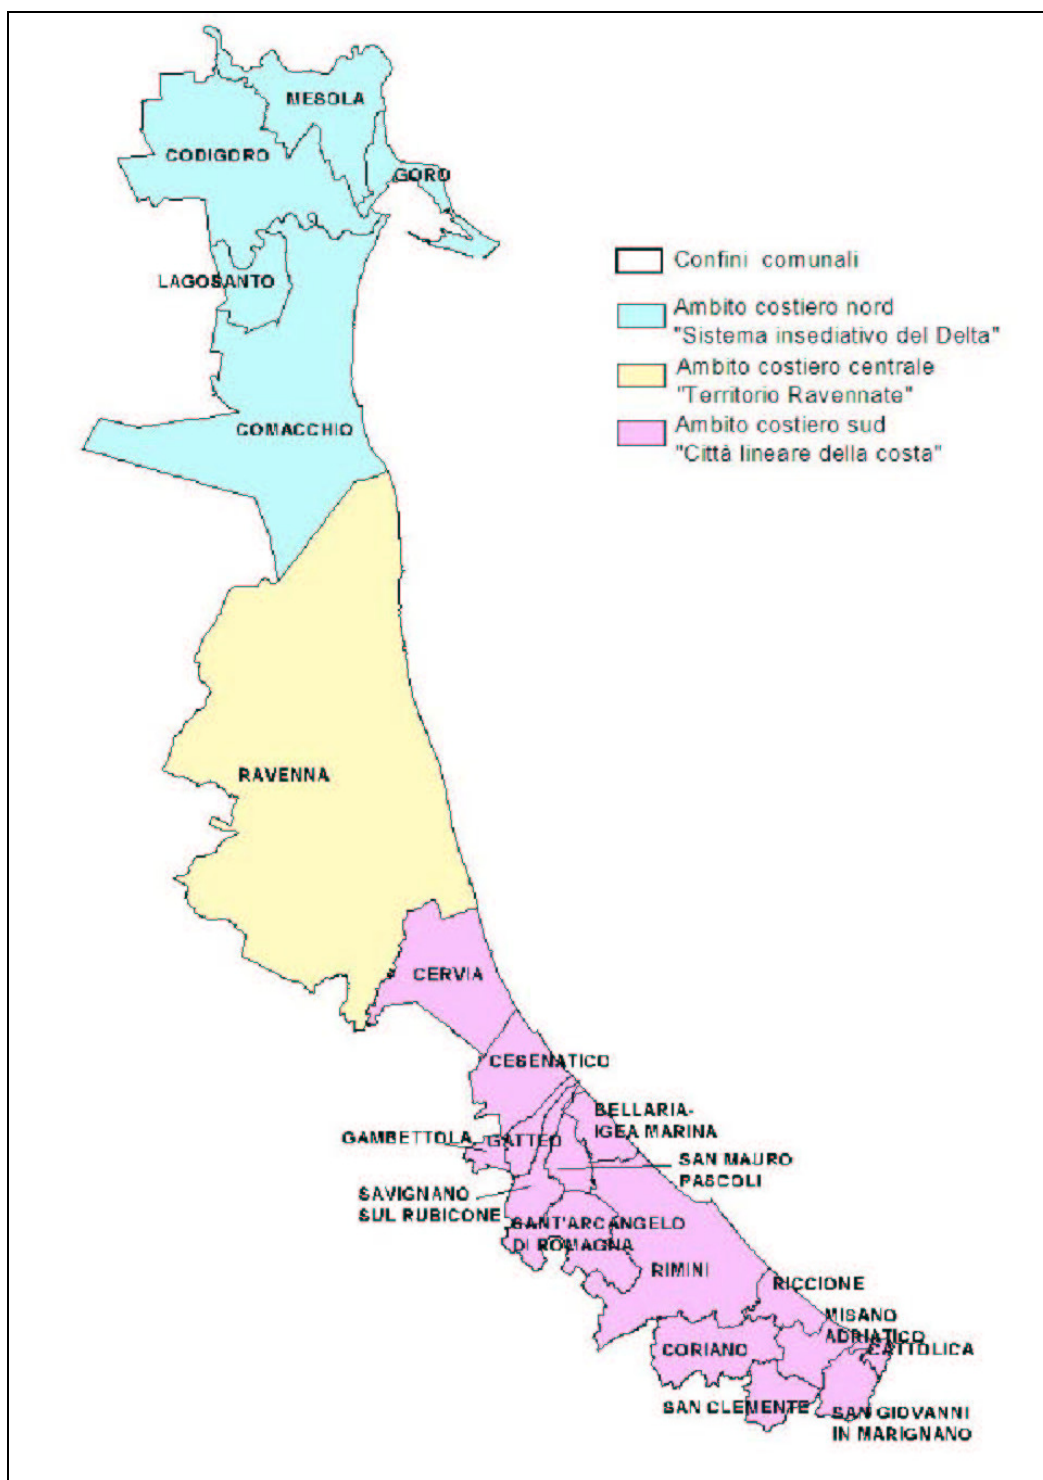 MESOLA
CODIGORO
GORO
LAGOSANTO
COMACCHIO
Confini comunali
Ambito costiero nord
"Sistema insediativo del Delta"
Ambito costiero centrale
"Territorio Ravennate"
Ambito costiero sud
"Città lineare della costa"
RAVENNA
CERVIA
CESENATICO
BELLARIA-
IGEA MARINA
GAMBETTOLA
GATTEO
SAN MAURO
PASCOLI
SAVIGNANO
SUL RUBICONE
SANT'ARCANGELO
DI ROMAGNA
RIMINI
RICCIONE
MISANO
ADRIATICO
CATTOLICA
CORIANO
SAN CLEMENTE
SAN GIOVANNI
IN MARIGNANO